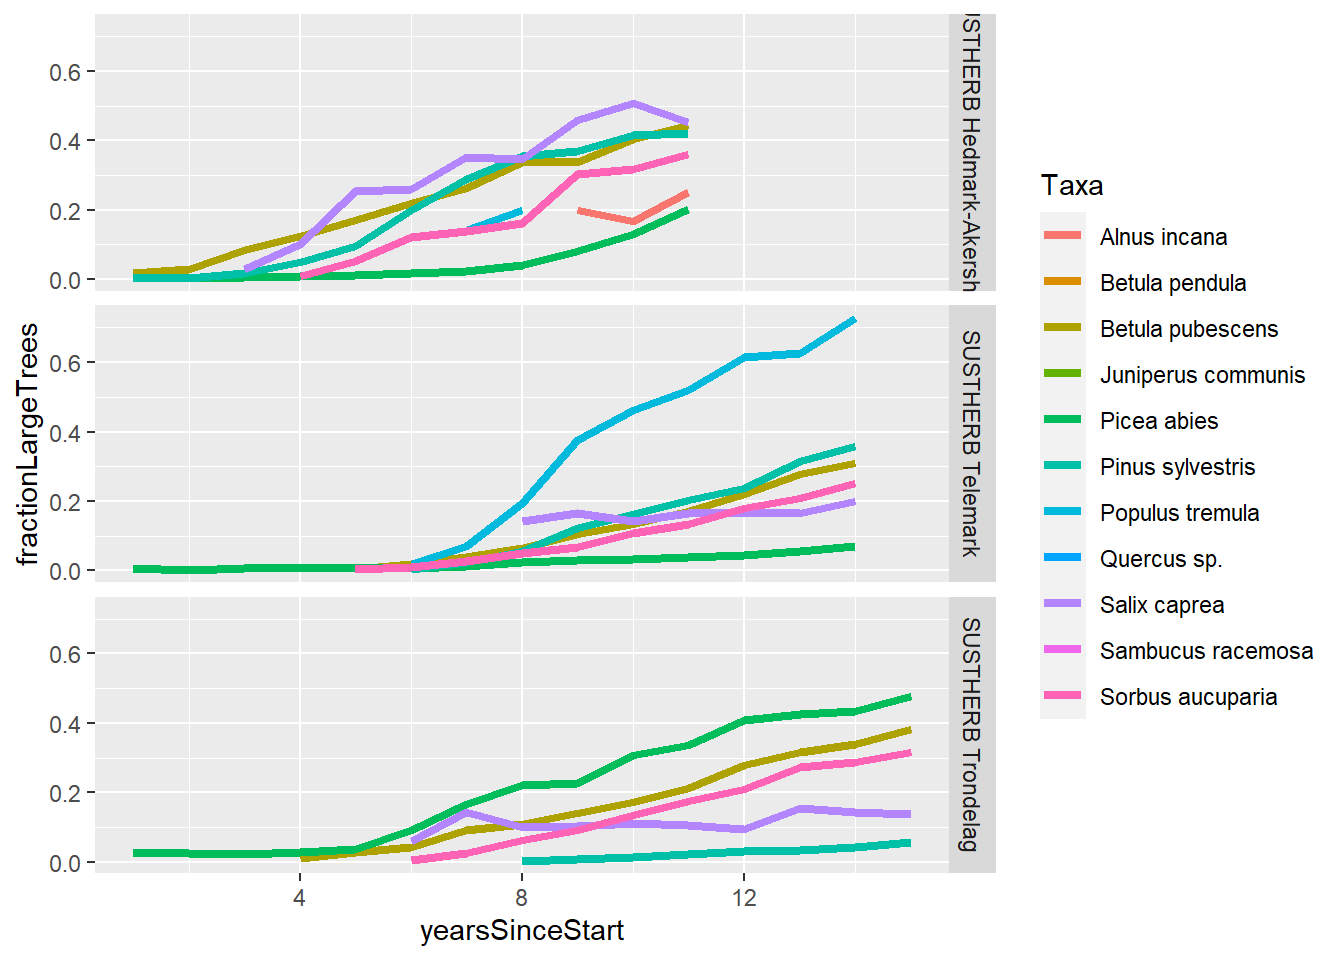 0.6
0.4
0.2
0.0
USTHERB Hedmark-Akersh
0.6
0.4
0.2
0.0
SUSTHERB Telemark
0.6
0.4
0.2
0.0
SUSTHERB Trondelag
4
8
12
yearsSinceStart
fractionLargeTrees
Taxa
Alnus incana
Betula pendula
Betula pubescens
Juniperus communis
Picea abies
Pinus sylvestris
Populus tremula
Quercus sp.
Salix caprea
Sambucus racemosa
Sorbus aucuparia